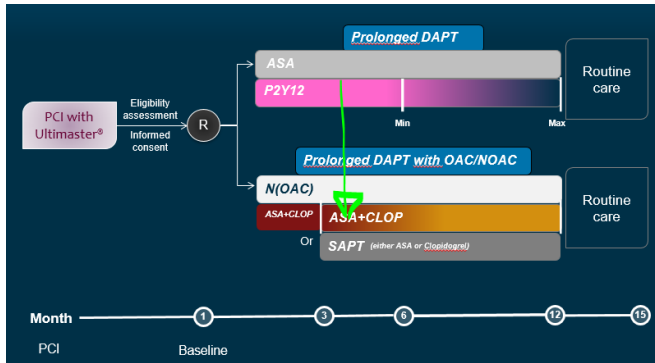 Prolonged DAPT
ASA
P2Y12
Min
Max
Routine
care
PCI with
Ultimaster®
Eligibility
assessment
Informed
consent
R
Prolonged DAPT with OAC/NOAC
N(OAC)
ASA+CLOP
ASA+CLOP
Or
SAPT (either ASA or Clopidogrel)
Routine
care
Month
1
3
6
12
15
PCI
Baseline